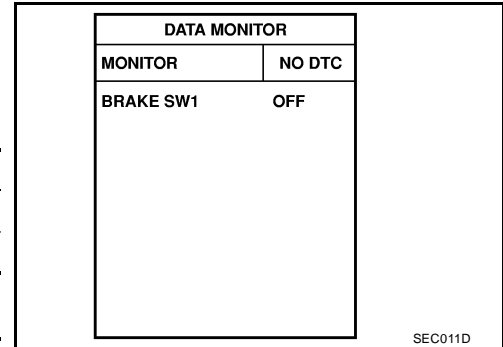 DATA MONITOR
MONITOR NO DTC
BRAKE SW1 OFF
SEC011D